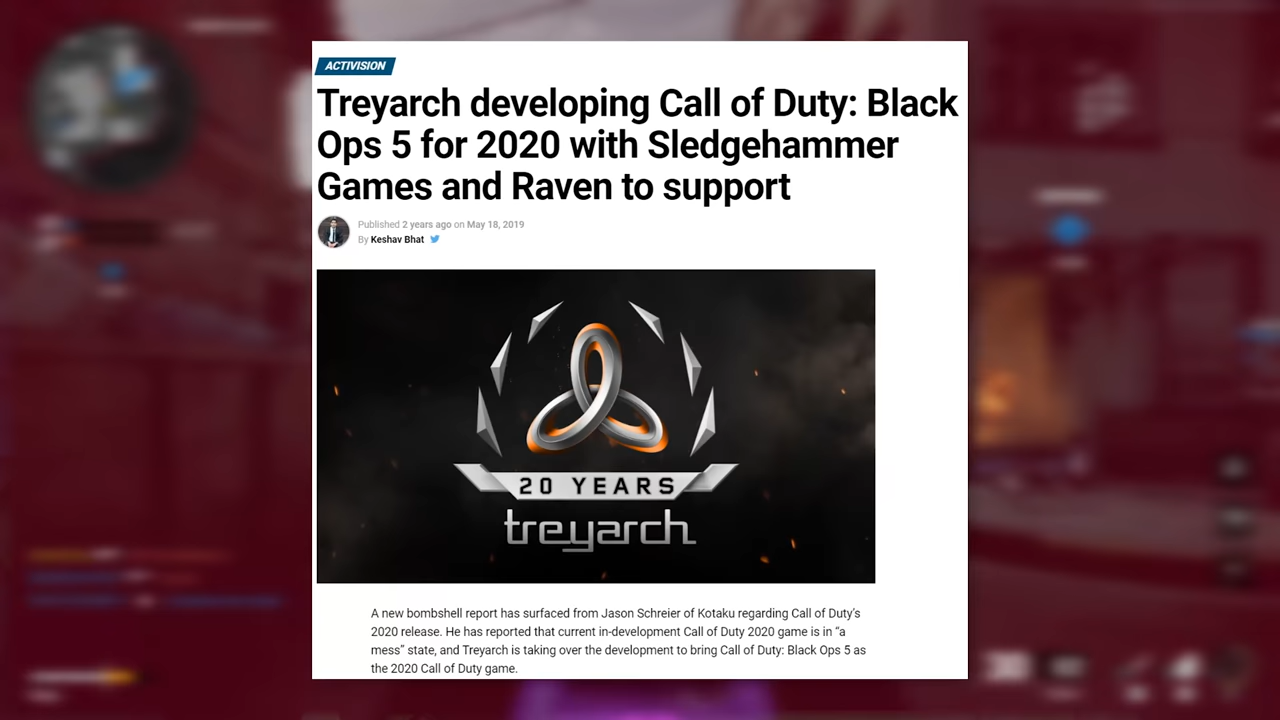 ACTIVISION
Treyarch developing Call of Duty: Black
Ops 5 for 2020 with Sledgehammer
Games and Raven to support
Published 2 years ago on May 18, 2019
By Keshav Bhat
20 YEARS
treyarch
A new bombshell report has surfaced from Jason Schreier of Kotaku regarding Call of Duty's
2020 release. He has reported that current in-development Call of Duty 2020 game is in “a
mess” state, and Treyarch is taking over the development to bring Call of Duty: Black Ops 5 as
the 2020 Call of Duty game.